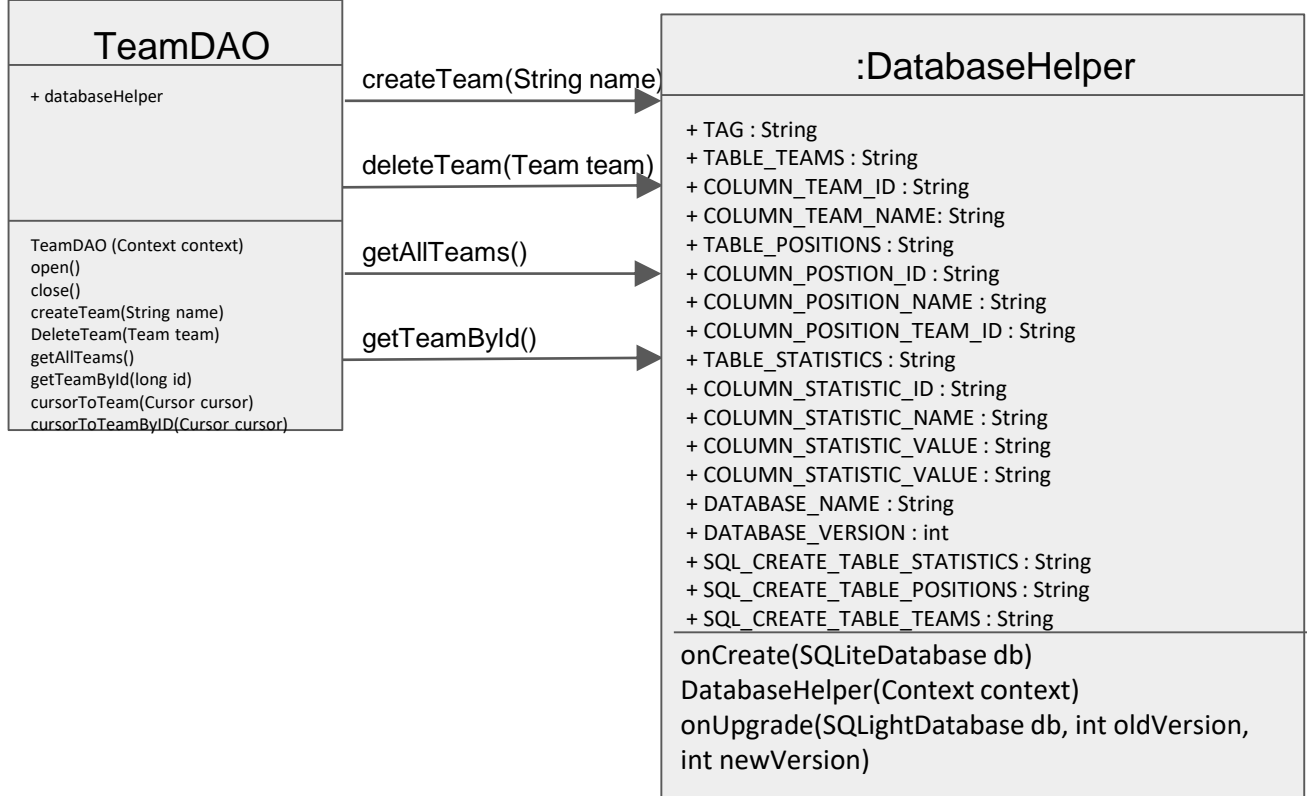 TeamDAO
+ databaseHelper
TeamDAO (Context context)
open()
close()
createTeam(String name)
DeleteTeam(Team team)
getAllTeams()
getTeamById(long id)
cursorToTeam(Cursor cursor)
cursorToTeamByID(Cursor cursor)
createTeam(String name)
deleteTeam(Team team)
getAllTeams()
getTeamById()
:DatabaseHelper
+ TAG : String
+ TABLE_TEAMS : String
+ COLUMN_TEAM_ID : String
+ COLUMN_TEAM_NAME: String
+ TABLE_POSITIONS : String
+ COLUMN_POSTION_ID : String
+ COLUMN_POSITION_NAME : String
+ COLUMN_POSITION_TEAM_ID : String
+ TABLE_STATISTICS : String
+ COLUMN_STATISTIC_ID : String
+ COLUMN_STATISTIC_NAME : String
+ COLUMN_STATISTIC_VALUE : String
+ COLUMN_STATISTIC_VALUE : String
+ DATABASE_NAME : String
+ DATABASE_VERSION : int
+ SQL_CREATE_TABLE_STATISTICS : String
+ SQL_CREATE_TABLE_POSITIONS : String
+ SQL_CREATE_TABLE_TEAMS : String
onCreate(SQLiteDatabase db)
DatabaseHelper(Context context)
onUpgrade(SQLightDatabase db, int oldVersion,
int newVersion)